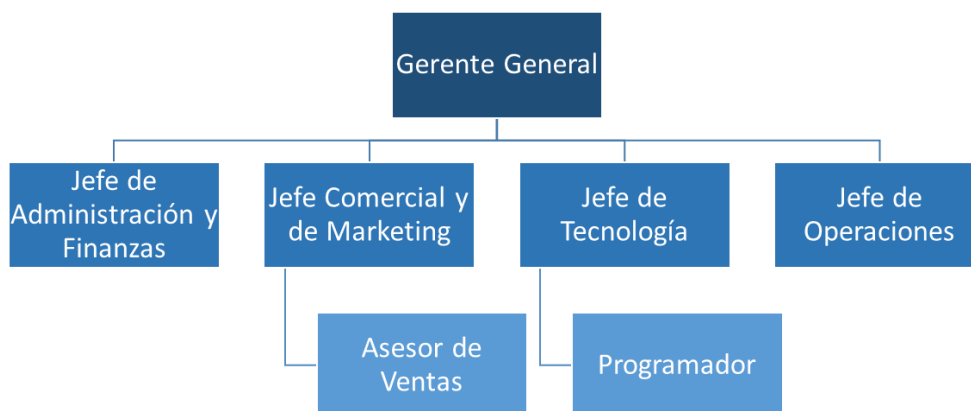 Gerente General
Jefe de
Administración y
Finanzas
Jefe Comercial y
de Marketing
Jefe de
Tecnología
Jefe de
Operaciones
Asesor de
Ventas
Programador